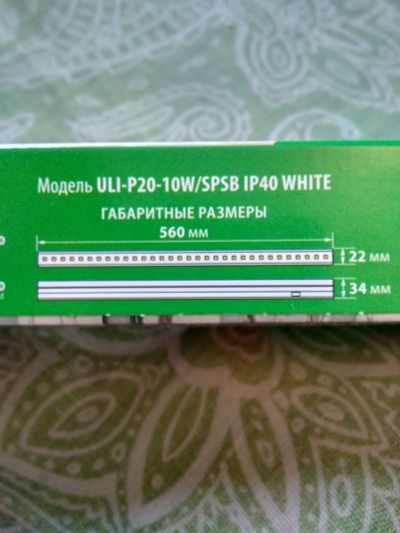 Модель ULI-P20-10W/SPSB IP40 WHITE
ГАБАРИТНЫЕ РАЗМЕРЫ
560 мм
22 мм
34 мм